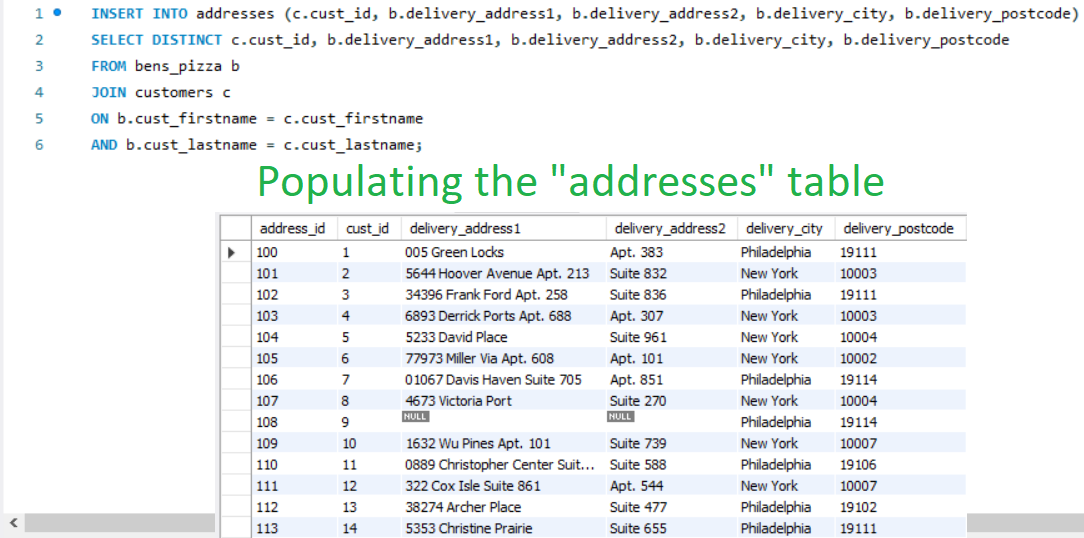 1 INSERT INTO addresses (c.cust_id, b.delivery_address1, b.delivery_address2, b.delivery_city, b.delivery_postcode)
2 SELECT DISTINCT c.cust_id, b.delivery_address1, b.delivery_address2, b.delivery_city, b.delivery_postcode
3 FROM bens_pizza b
4 JOIN customers c
5 ON b.cust_firstname = c.cust_firstname
6 AND b.cust_lastname = c.cust_lastname;
Populating the "addresses" table
address_id cust_id delivery_address1 delivery_address2 delivery_city delivery_postcode
100 1 005 Green Locks Apt. 383 Philadelphia 19111
101 2 5644 Hoover Avenue Apt. 213 Suite 832 New York 10003
102 3 34396 Frank Ford Apt. 258 Suite 836 Philadelphia 19111
103 4 6893 Derrick Ports Apt. 688 Apt. 307 New York 10003
104 5 5233 David Place Suite 961 New York 10004
105 6 77973 Miller Via Apt. 608 Apt. 101 New York 10002
106 7 01067 Davis Haven Suite 705 Apt. 851 Philadelphia 19114
107 8 4673 Victoria Port Suite 270 New York 10004
108 9 NULL NULL Philadelphia 19114
109 10 1632 Wu Pines Apt. 101 Suite 739 New York 10007
110 11 0889 Christopher Center Suit... Suite 588 Philadelphia 19106
111 12 322 Cox Isle Suite 861 Apt. 544 New York 10007
112 13 38274 Archer Place Suite 477 Philadelphia 19102
113 14 5353 Christine Prairie Suite 655 Philadelphia 19111